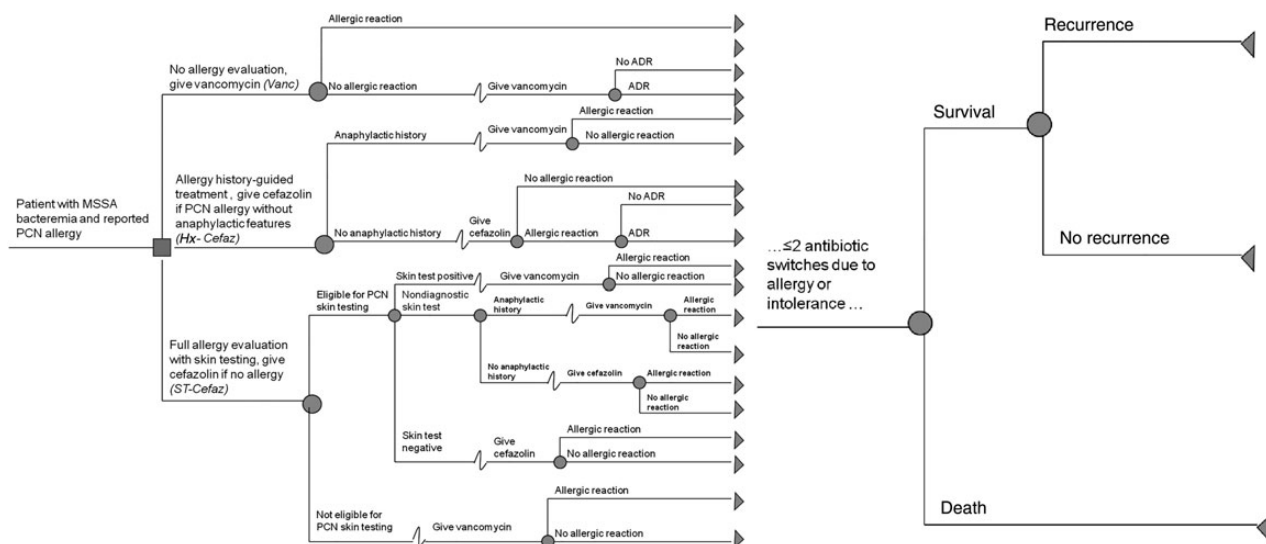 Patient with MSSA
bacteremia and reported
PCN allergy
No allergy evaluation,
give vancomycin (Vanc)
Allergic reaction
No allergic reaction
Give vancomycin
No ADR
ADR
Allergy history-guided
treatment , give cefazolin
if PCN allergy without
anaphylactic features
(Hx- Cefaz)
Anaphylactic history
Give vancomycin
Allergic reaction
No allergic reaction
No anaphylactic history
Give
cefazolin
No allergic reaction
Allergic reaction
No ADR
ADR
Full allergy evaluation
with skin testing, give
cefazolin if no allergy
(ST-Cefaz)
Eligible for PCN
skin testing
Skin test positive
Give vancomycin
Allergic reaction
No allergic reaction
Nondiagnostic
skin test
Anaphylactic
history
Give vancomycin
Allergic
reaction
No allergic
reaction
No anaphylactic
history
Give cefazolin
Allergic reaction
No allergic
reaction
Skin test
negative
Give
cefazolin
Allergic reaction
No allergic reaction
Not eligible for
PCN skin testing
Give vancomycin
Allergic reaction
No allergic reaction
...≤2 antibiotic
switches due to
allergy or
intolerance ...
Survival
Recurrence
No recurrence
Death